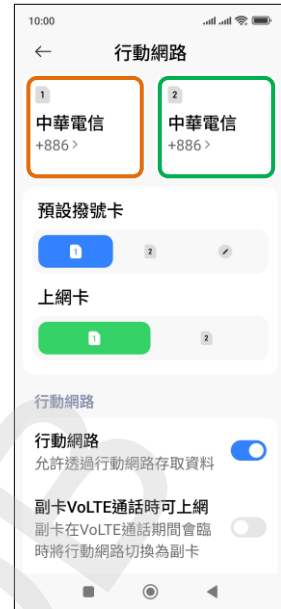 10:00
行動網路
1
中華電信
+886 >
2
中華電信
+886 >
預設撥號卡
1
2
上網卡
1
2
行動網路
行動網路
允許透過行動網路存取資料
副卡VoLTE通話時可上網
副卡在VoLTE通話期間會臨
時將行動網路切換為副卡